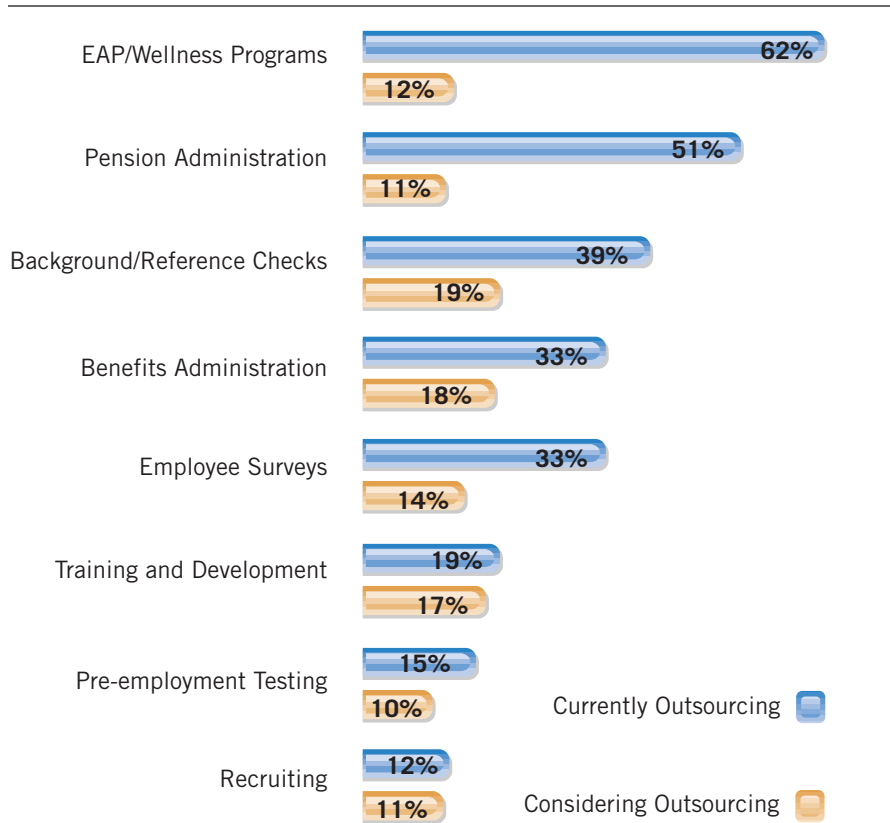 EAP/Wellness Programs
62%
12%
Pension Administration
51%
11%
Background/Reference Checks
39%
19%
Benefits Administration
33%
18%
Employee Surveys
33%
14%
Training and Development
19%
17%
Pre-employment Testing
15%
10%
Recruiting
12%
11%
Currently Outsourcing
Considering Outsourcing